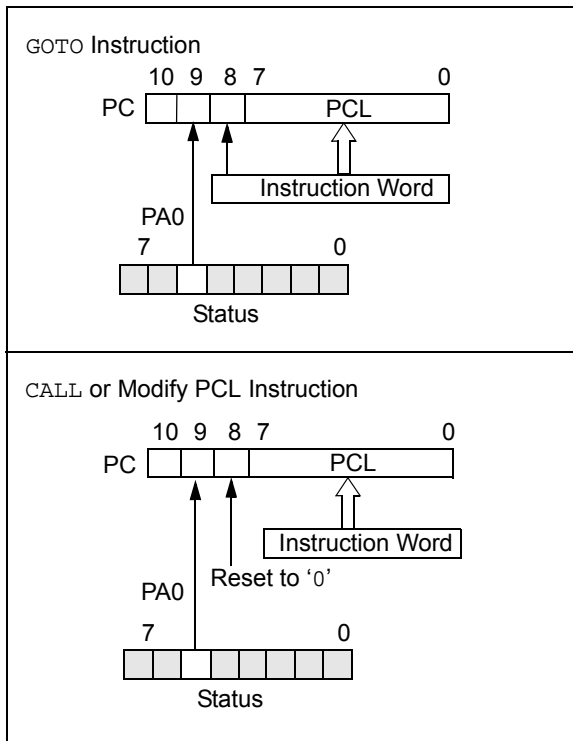 GOTO Instruction
10 9 8 7 0
PC PCL
Instruction Word
PA0
7 0
Status
CALL or Modify PCL Instruction
10 9 8 7 0
PC PCL
Instruction Word
Reset to ‘0’
PA0
7 0
Status